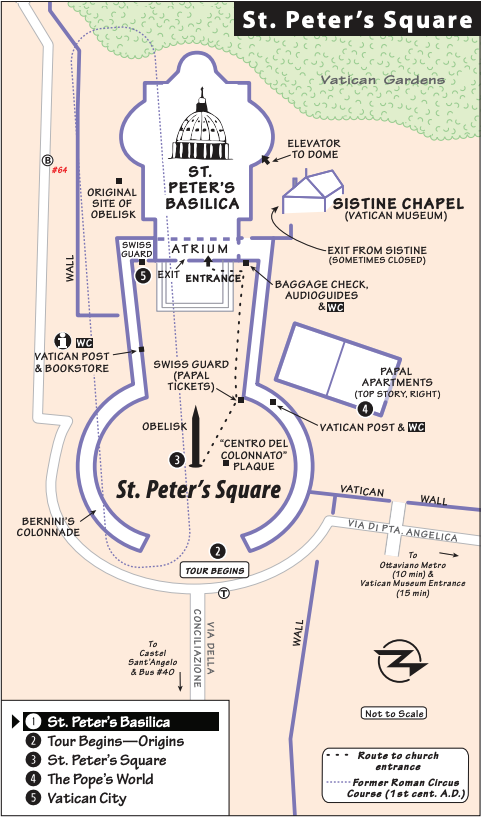 St. Peter's Square
Vatican Gardens
ELEVATOR
TO DOME
ST.
PETER'S
BASILICA
B
#64
ORIGINAL
SITE OF
OBELISK
SISTINE CHAPEL
(VATICAN MUSEUM)
SWISS
GUARD
ATRIUM
EXIT FROM SISTINE
(SOMETIMES CLOSED)
WALL
5
EXIT
ENTRANCE
BAGGAGE CHECK,
AUDIOGUIDES
& WC
i WC
VATICAN POST
& BOOKSTORE
SWISS GUARD
(PAPAL
TICKETS)
PAPAL
APARTMENTS
(TOP STORY, RIGHT)
4
OBELISK
VATICAN POST & WC
"CENTRO DEL
COLONNATO"
PLAQUE
3
St. Peter's Square
VATICAN WALL
BERNINI'S
COLONNADE
VIA DI PTA. ANGELICA
2
TOUR BEGINS
To
Ottaviano Metro
(10 min) &
Vatican Museum Entrance
(15 min)
T
VIA DELLA
CONCILIAZIONE
WALL
To
Castel
Sant'Angelo
& Bus #40
Not to Scale
1 St. Peter's Basilica
2 Tour Begins—Origins
3 St. Peter's Square
4 The Pope's World
5 Vatican City
Route to church
entrance
Former Roman Circus
Course (1st cent. A.D.)